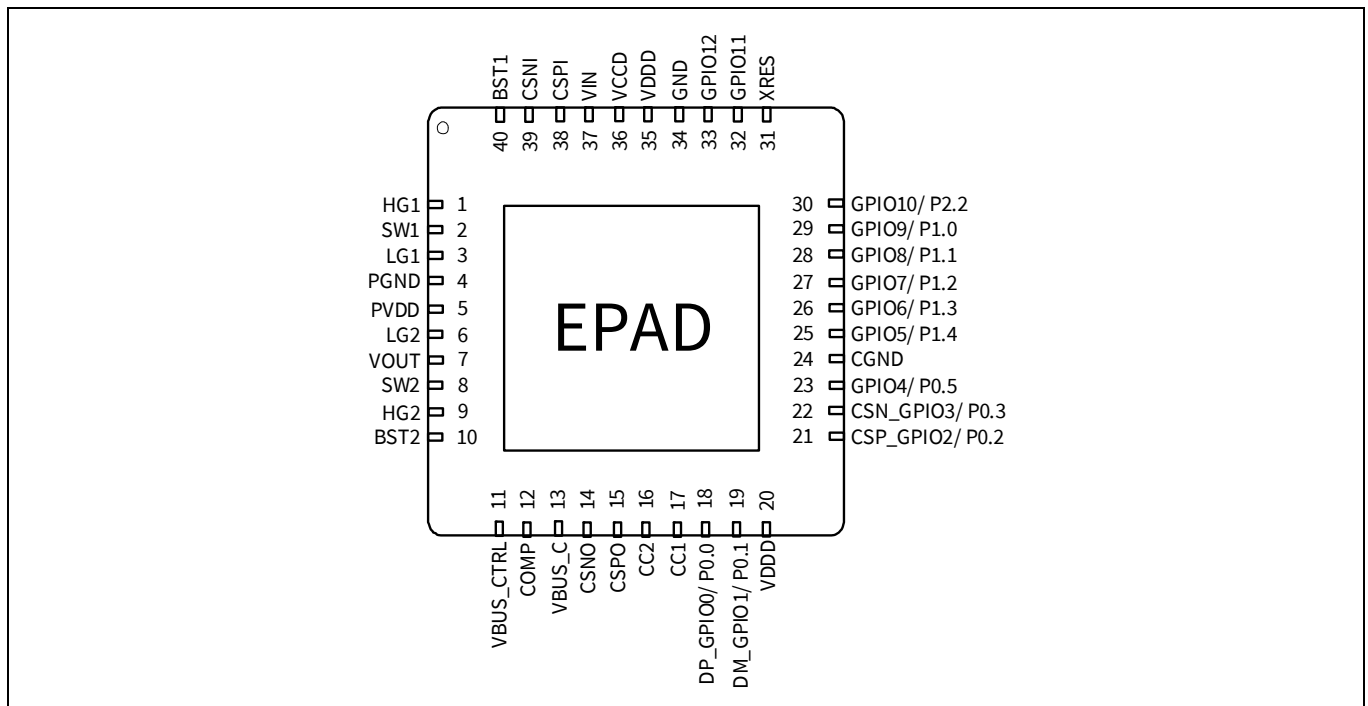 BST1
CSNI
CSPI
VIN
VCCD
VDDD
GND
GPIO12
GPIO11
XRES
40
39
38
37
36
35
34
33
32
31
HG1 1
SW1 2
LG1 3
PGND 4
PVDD 5
LG2 6
VOUT 7
SW2 8
HG2 9
BST2 10
EPAD
30 GPIO10/ P2.2
29 GPIO9/ P1.0
28 GPIO8/ P1.1
27 GPIO7/ P1.2
26 GPIO6/ P1.3
25 GPIO5/ P1.4
24 CGND
23 GPIO4/ P0.5
22 CSN_GPIO3/ P0.3
21 CSP_GPIO2/ P0.2
11
12
13
14
15
16
17
18
19
20
VBUS_CTRL
COMP
VBUS_C
CSNO
CSPO
CC2
CC1
DP_GPIO0/ P0.0
DM_GPIO1/ P0.1
VDDD